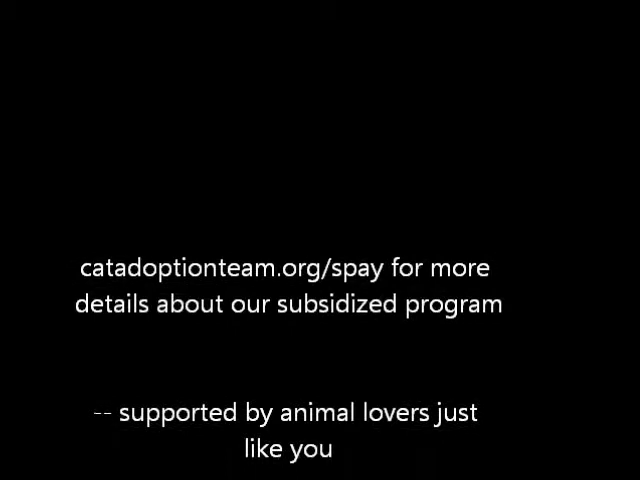 catadoptionteam.org/spay for more
details about our subsidized program
-- supported by animal lovers just
like you